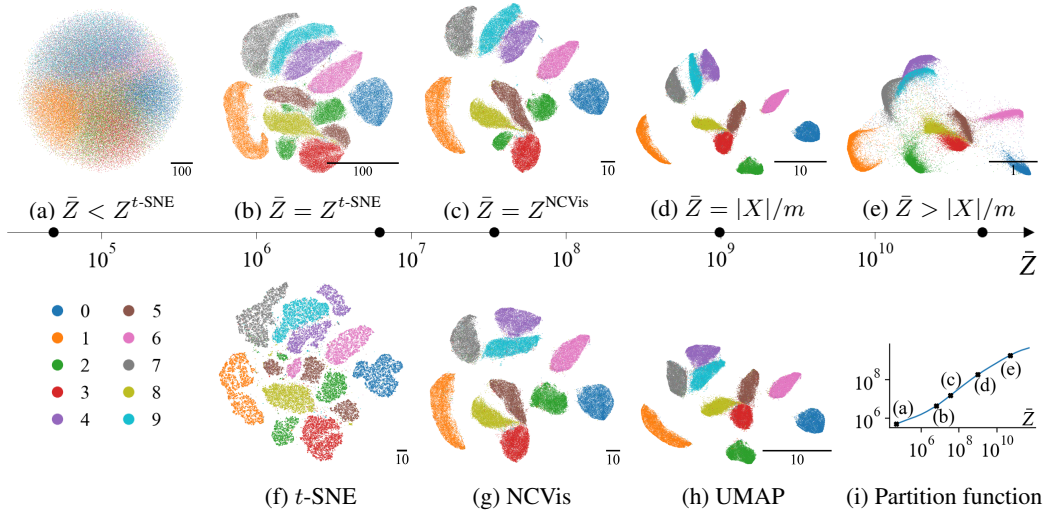 100
100
10
10
1
(a) Z̄ < Z^{t-SNE}
(b) Z̄ = Z^{t-SNE}
(c) Z̄ = Z^{NCVis}
(d) Z̄ = |X|/m
(e) Z̄ > |X|/m
10^5 10^6 10^7 10^8 10^9 10^10 Z̄
0 5
1 6
2 7
3 8
4 9
10
10
10
10^8
10^6
(a) (b) (c) (d) (e)
Z̄
10^6 10^8 10^10
(f) t-SNE
(g) NCVis
(h) UMAP
(i) Partition function